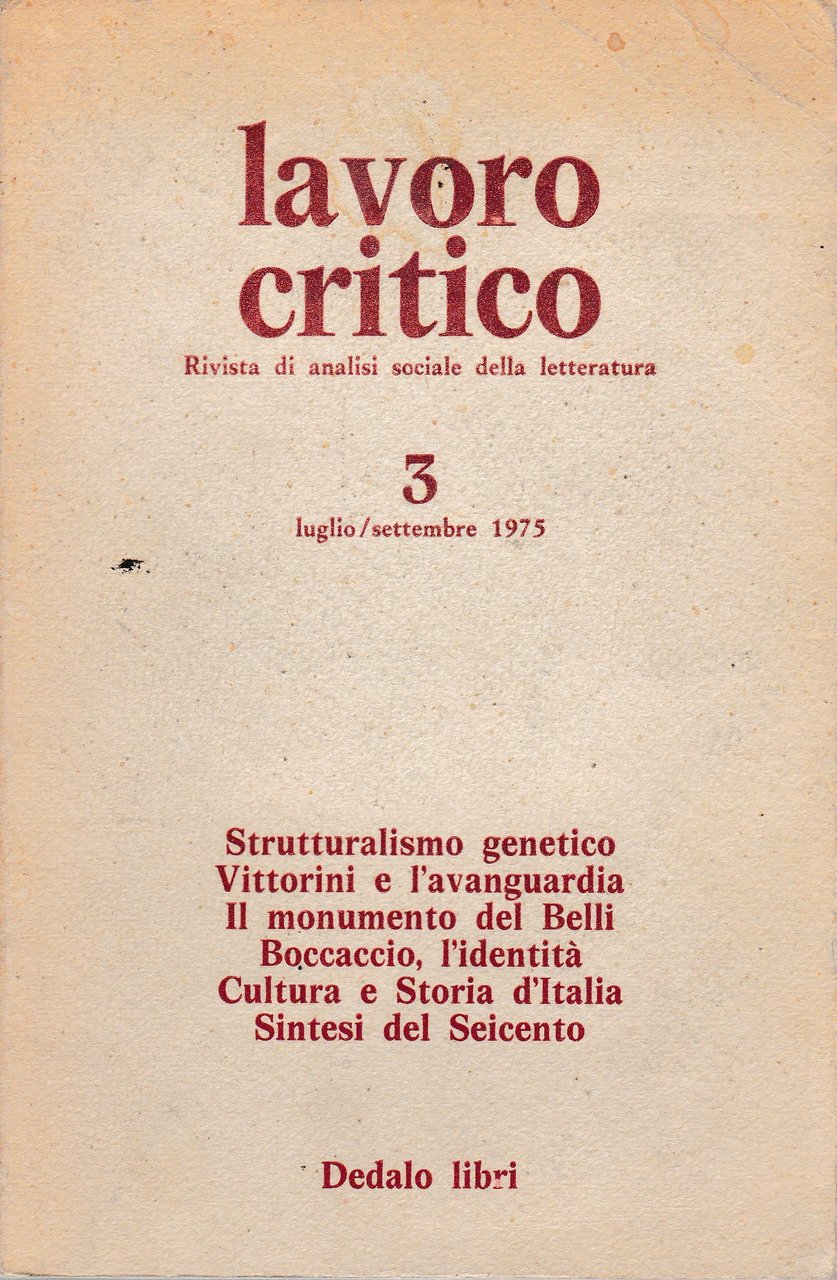 lavoro
critico
Rivista di analisi sociale della letteratura
3
luglio/settembre 1975
Strutturalismo genetico
Vittorini e l'avanguardia
Il monumento del Belli
Boccaccio, l'identità
Cultura e Storia d'Italia
Sintesi del Seicento
Dedalo libri